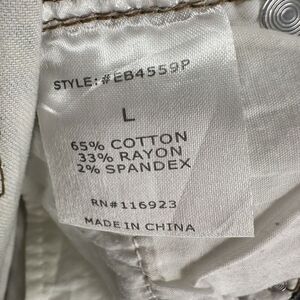 STYLE:#EB4559P
L
65% COTTON
33% RAYON
2% SPANDEX
RN#116923
MADE IN CHINA